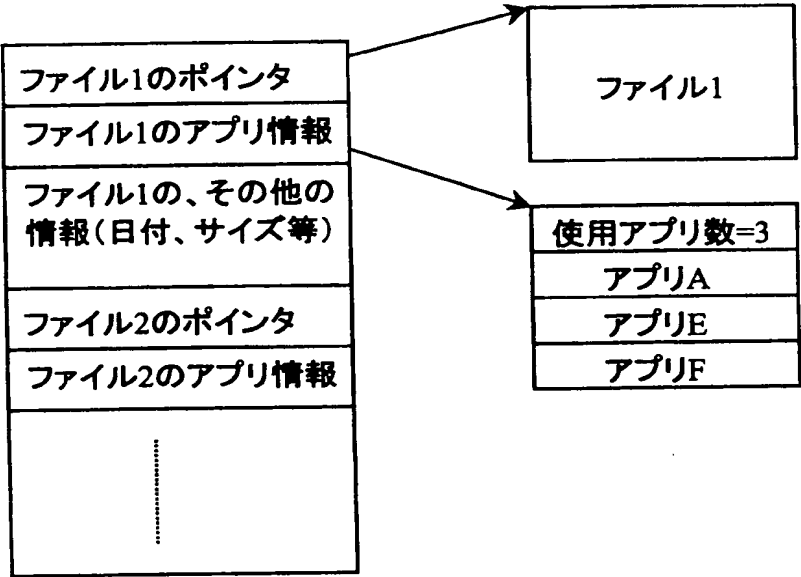 ファイル1のポインタ
ファイル1のアプリ情報
ファイル1の、その他の
情報(日付、サイズ等)
ファイル2のポインタ
ファイル2のアプリ情報
ファイル1
使用アプリ数=3
アプリA
アプリE
アプリF